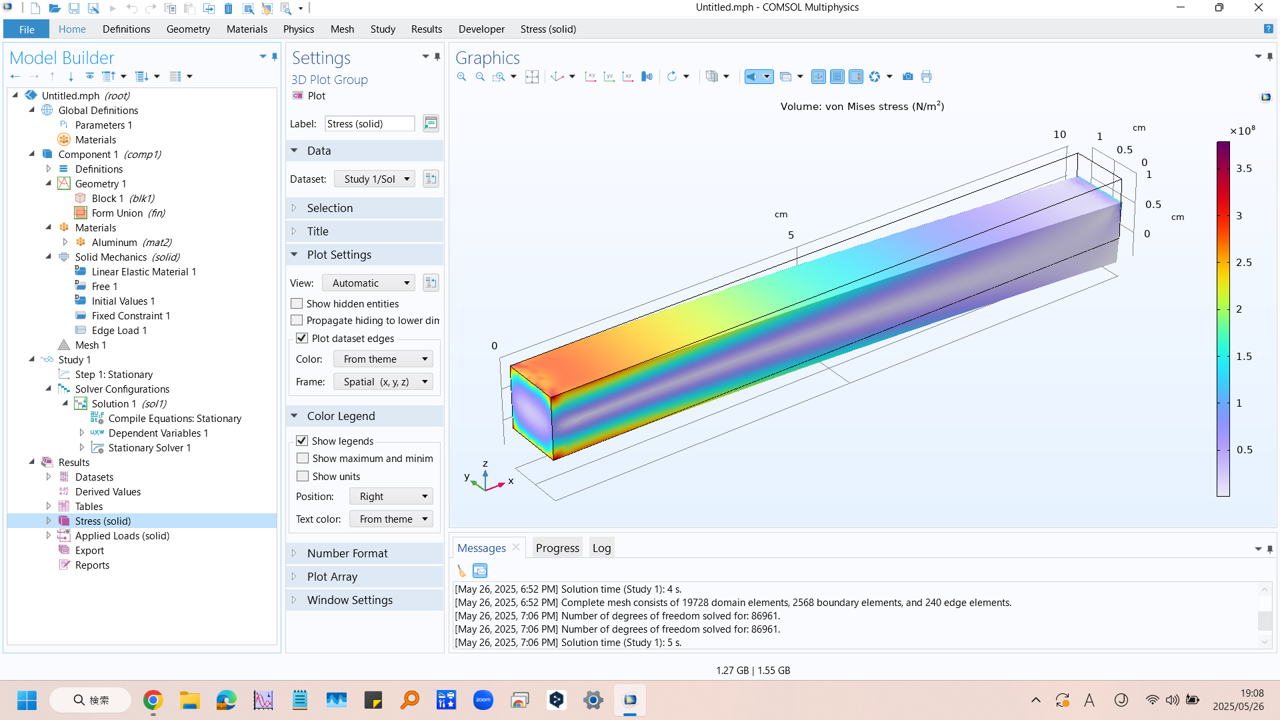 Untitled.mph - COMSOL Multiphysics
File Home Definitions Geometry Materials Physics Mesh Study Results Developer Stress (solid)
Model Builder
Untitled.mph (root)
Global Definitions
Parameters 1
Materials
Component 1 (comp1)
Definitions
Geometry 1
Block 1 (blk1)
Form Union (fin)
Materials
Aluminum (mat2)
Solid Mechanics (solid)
Linear Elastic Material 1
Free 1
Initial Values 1
Fixed Constraint 1
Edge Load 1
Mesh 1
Study 1
Step 1: Stationary
Solver Configurations
Solution 1 (sol1)
Compile Equations: Stationary
Dependent Variables 1
Stationary Solver 1
Results
Datasets
Derived Values
Tables
Stress (solid)
Applied Loads (solid)
Export
Reports
Settings
3D Plot Group
Plot
Label: Stress (solid)
Data
Dataset: Study 1/Sol
Selection
Title
Plot Settings
View: Automatic
Show hidden entities
Propagate hiding to lower din
Plot dataset edges
Color: From theme
Frame: Spatial (x, y, z)
Color Legend
Show legends
Show maximum and minim
Show units
Position: Right
Text color: From theme
Number Format
Plot Array
Window Settings
Graphics
Volume: von Mises stress (N/m²)
10
1
cm
0.5
0
1
0.5
cm
0
cm
5
0
×10⁸
3.5
3
2.5
2
1.5
1
0.5
z
y
x
Messages Progress Log
[May 26, 2025, 6:52 PM] Solution time (Study 1): 4 s.
[May 26, 2025, 6:52 PM] Complete mesh consists of 19728 domain elements, 2568 boundary elements, and 240 edge elements.
[May 26, 2025, 7:06 PM] Number of degrees of freedom solved for: 86961.
[May 26, 2025, 7:06 PM] Number of degrees of freedom solved for: 86961.
[May 26, 2025, 7:06 PM] Solution time (Study 1): 5 s.
1.27 GB | 1.55 GB
検索
zoom
A
19:08
2025/05/26